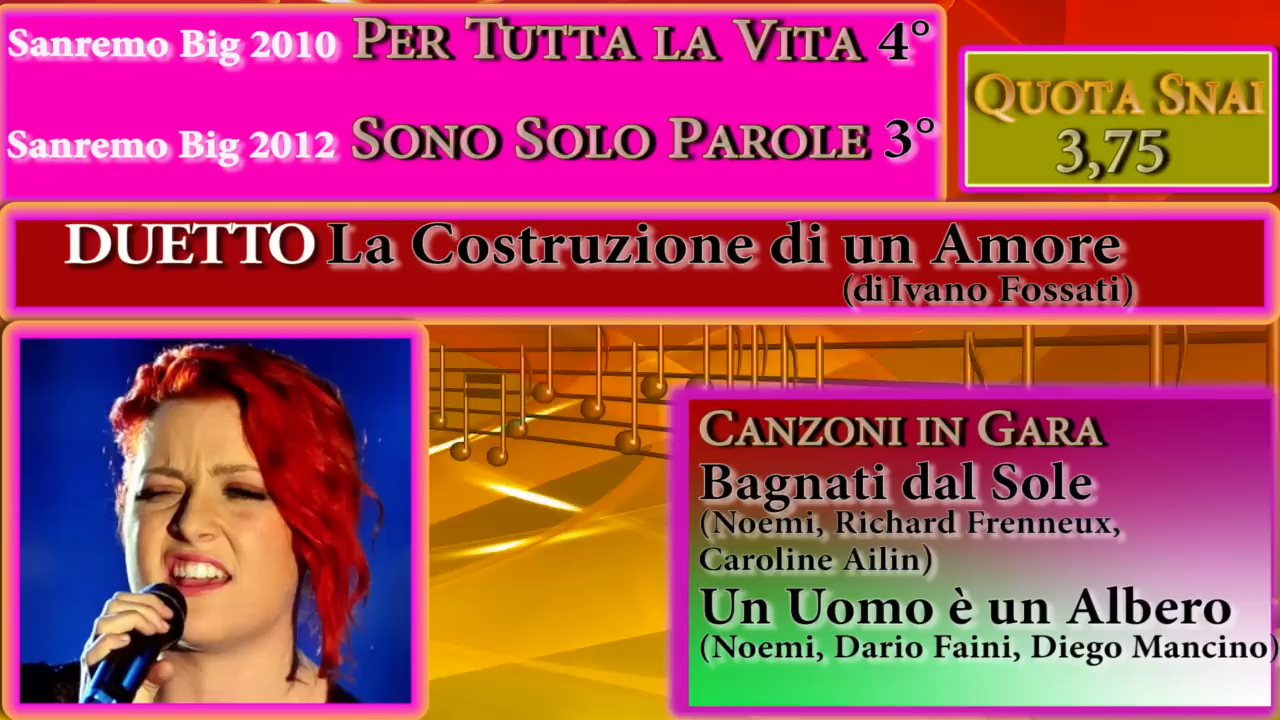 Sanremo Big 2010 PER TUTTA LA VITA 4°
Sanremo Big 2012 SONO SOLO PAROLE 3°
QUOTA SNAI
3,75
DUETTO La Costruzione di un Amore
(di Ivano Fossati)
CANZONI IN GARA
Bagnati dal Sole
(Noemi, Richard Frenneux,
Caroline Ailin)
Un Uomo è un Albero
(Noemi, Dario Faini, Diego Mancino)